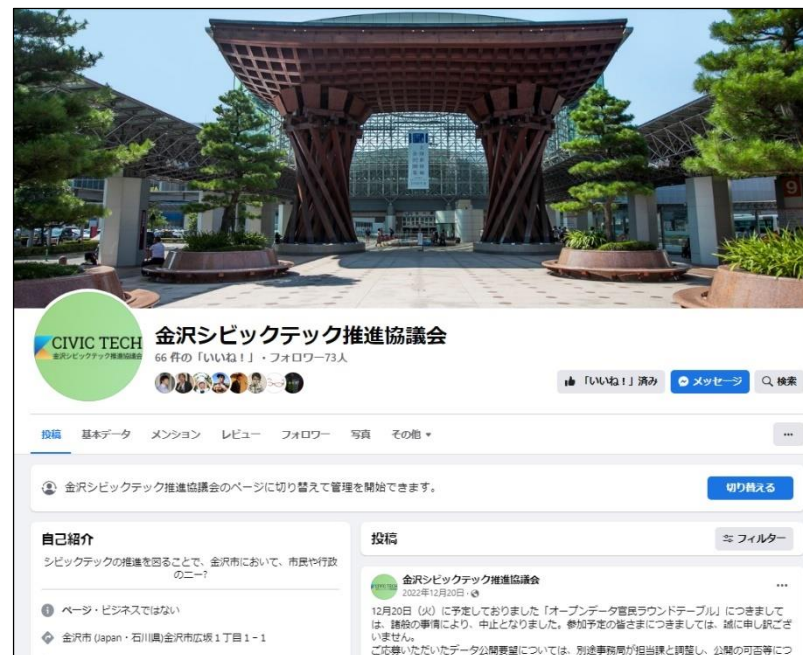 9
CIVIC TECH
金沢シビックテック推進協議会
金沢シビックテック推進協議会
66 件の「いいね！」・フォロワー73人
「いいね！」済み
メッセージ
検索
投稿 基本データ メンション レビュー フォロワー 写真 その他
金沢シビックテック推進協議会のページに切り替えて管理を開始できます。
切り替える
自己紹介
シビックテックの推進を図ることで、金沢市において、市民や行政
のニー?
ページ・ビジネスではない
金沢市 (Japan・石川県)金沢市広坂１丁目１−１
投稿
フィルター
金沢シビックテック推進協議会
2022年12月20日
12月20日（火）に予定しておりました「オープンデータ官民ラウンドテーブル」につきまして
は、諸般の事情により、中止となりました。参加予定の皆さまにつきましては、誠に申し訳ござ
いません。
ご応募いただいたデータ公開要望については、別途事務局が担当課と調整し、公開の可否等につ